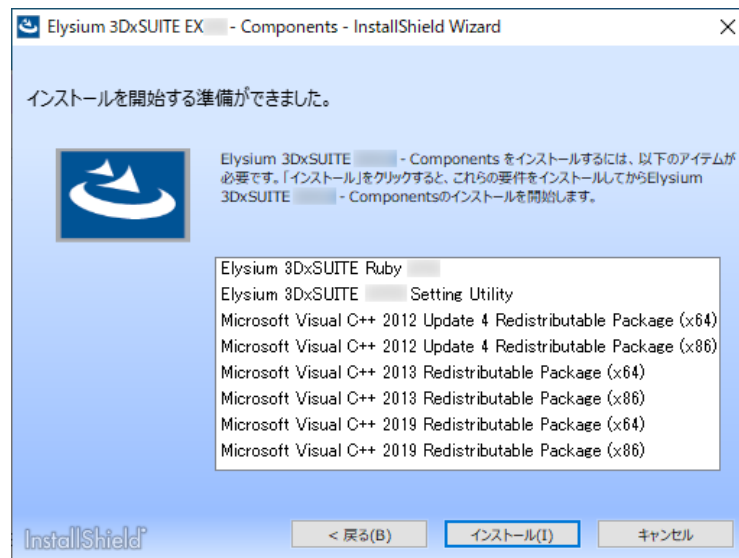 Elysium 3DxSUITE EX - Components - InstallShield Wizard
インストールを開始する準備ができました。
Elysium 3DxSUITE - Components をインストールするには、以下のアイテムが
必要です。「インストール」をクリックすると、これらの要件をインストールしてからElysium
3DxSUITE - Componentsのインストールを開始します。
Elysium 3DxSUITE Ruby
Elysium 3DxSUITE Setting Utility
Microsoft Visual C++ 2012 Update 4 Redistributable Package (x64)
Microsoft Visual C++ 2012 Update 4 Redistributable Package (x86)
Microsoft Visual C++ 2013 Redistributable Package (x64)
Microsoft Visual C++ 2013 Redistributable Package (x86)
Microsoft Visual C++ 2019 Redistributable Package (x64)
Microsoft Visual C++ 2019 Redistributable Package (x86)
InstallShield
< 戻る(B)
インストール(I)
キャンセル